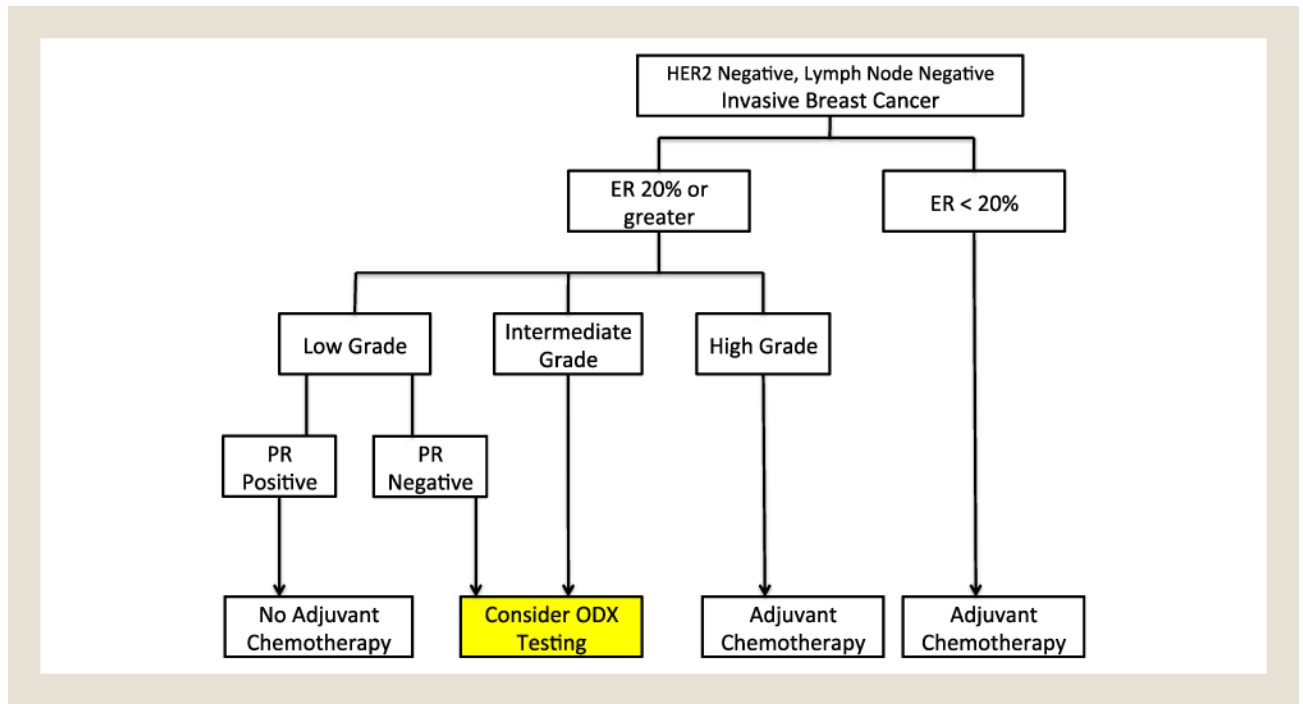 HER2 Negative, Lymph Node Negative
Invasive Breast Cancer
ER 20% or
greater
ER < 20%
Low Grade
Intermediate
Grade
High Grade
PR
Positive
PR
Negative
No Adjuvant
Chemotherapy
Consider ODX
Testing
Adjuvant
Chemotherapy
Adjuvant
Chemotherapy